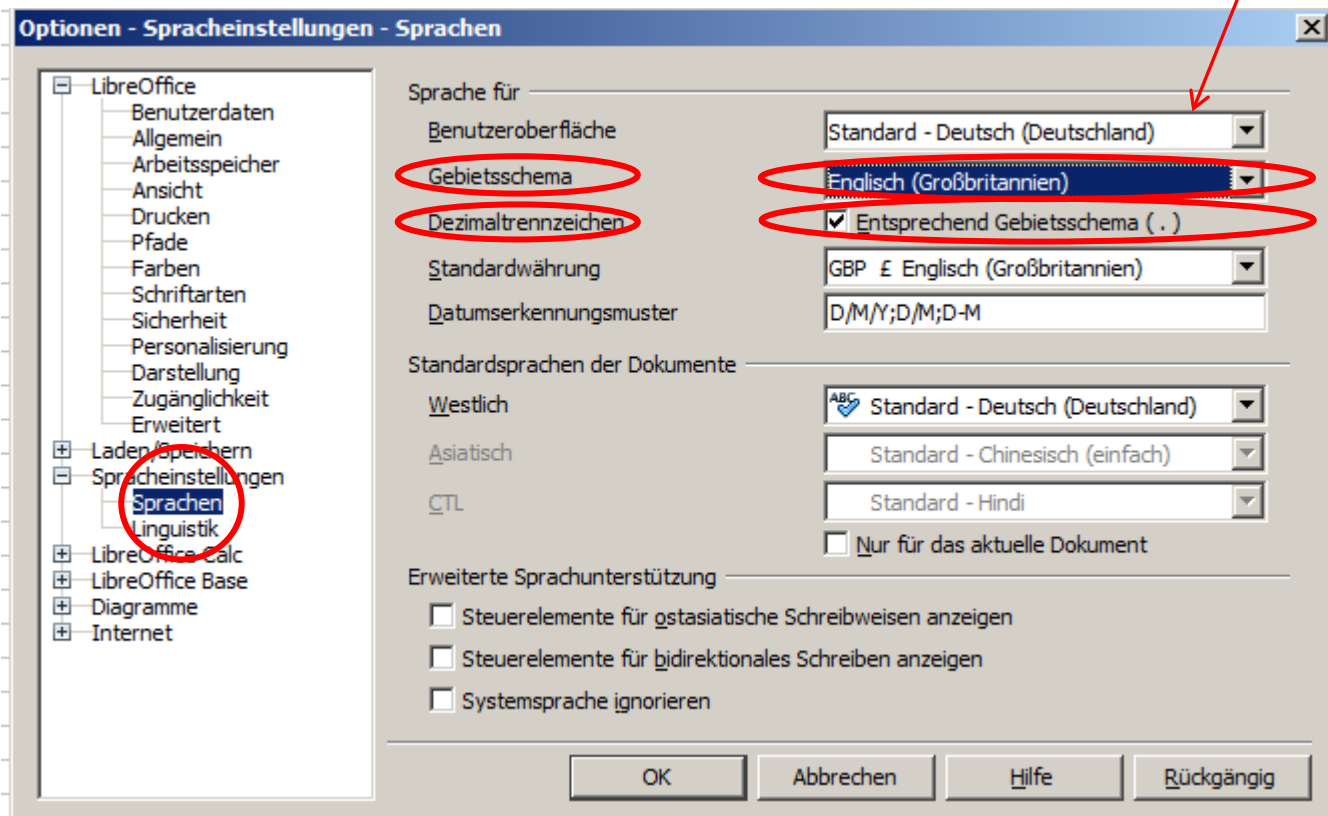 Optionen - Spracheinstellungen - Sprachen
LibreOffice
Benutzerdaten
Allgemein
Arbeitsspeicher
Ansicht
Drucken
Pfade
Farben
Schriftarten
Sicherheit
Personalisierung
Darstellung
Zugänglichkeit
Erweitert
Laden/Speichern
Spracheinstellungen
Sprachen
Linguistik
LibreOffice Calc
LibreOffice Base
Diagramme
Internet
Sprache für
Benutzeroberfläche Standard - Deutsch (Deutschland)
Gebietsschema Englisch (Großbritannien)
Dezimaltrennzeichen Entsprechend Gebietsschema ( . )
Standardwährung GBP £ Englisch (Großbritannien)
Datumserkennungsmuster D/M/Y;D/M;D-M
Standardsprachen der Dokumente
Westlich ABC Standard - Deutsch (Deutschland)
Asiatisch Standard - Chinesisch (einfach)
CTL Standard - Hindi
Nur für das aktuelle Dokument
Erweiterte Sprachunterstützung
Steuerelemente für ostasiatische Schreibweisen anzeigen
Steuerelemente für bidirektionales Schreiben anzeigen
Systemsprache ignorieren
OK Abbrechen Hilfe Rückgängig